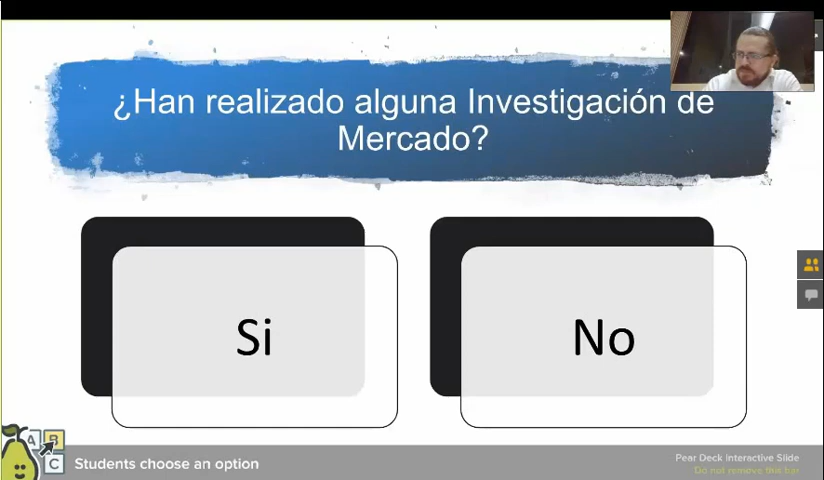 ¿Han realizado alguna Investigación de
Mercado?
Si
No
A
B
C
Students choose an option
Pear Deck Interactive Slide
Do not remove this bar